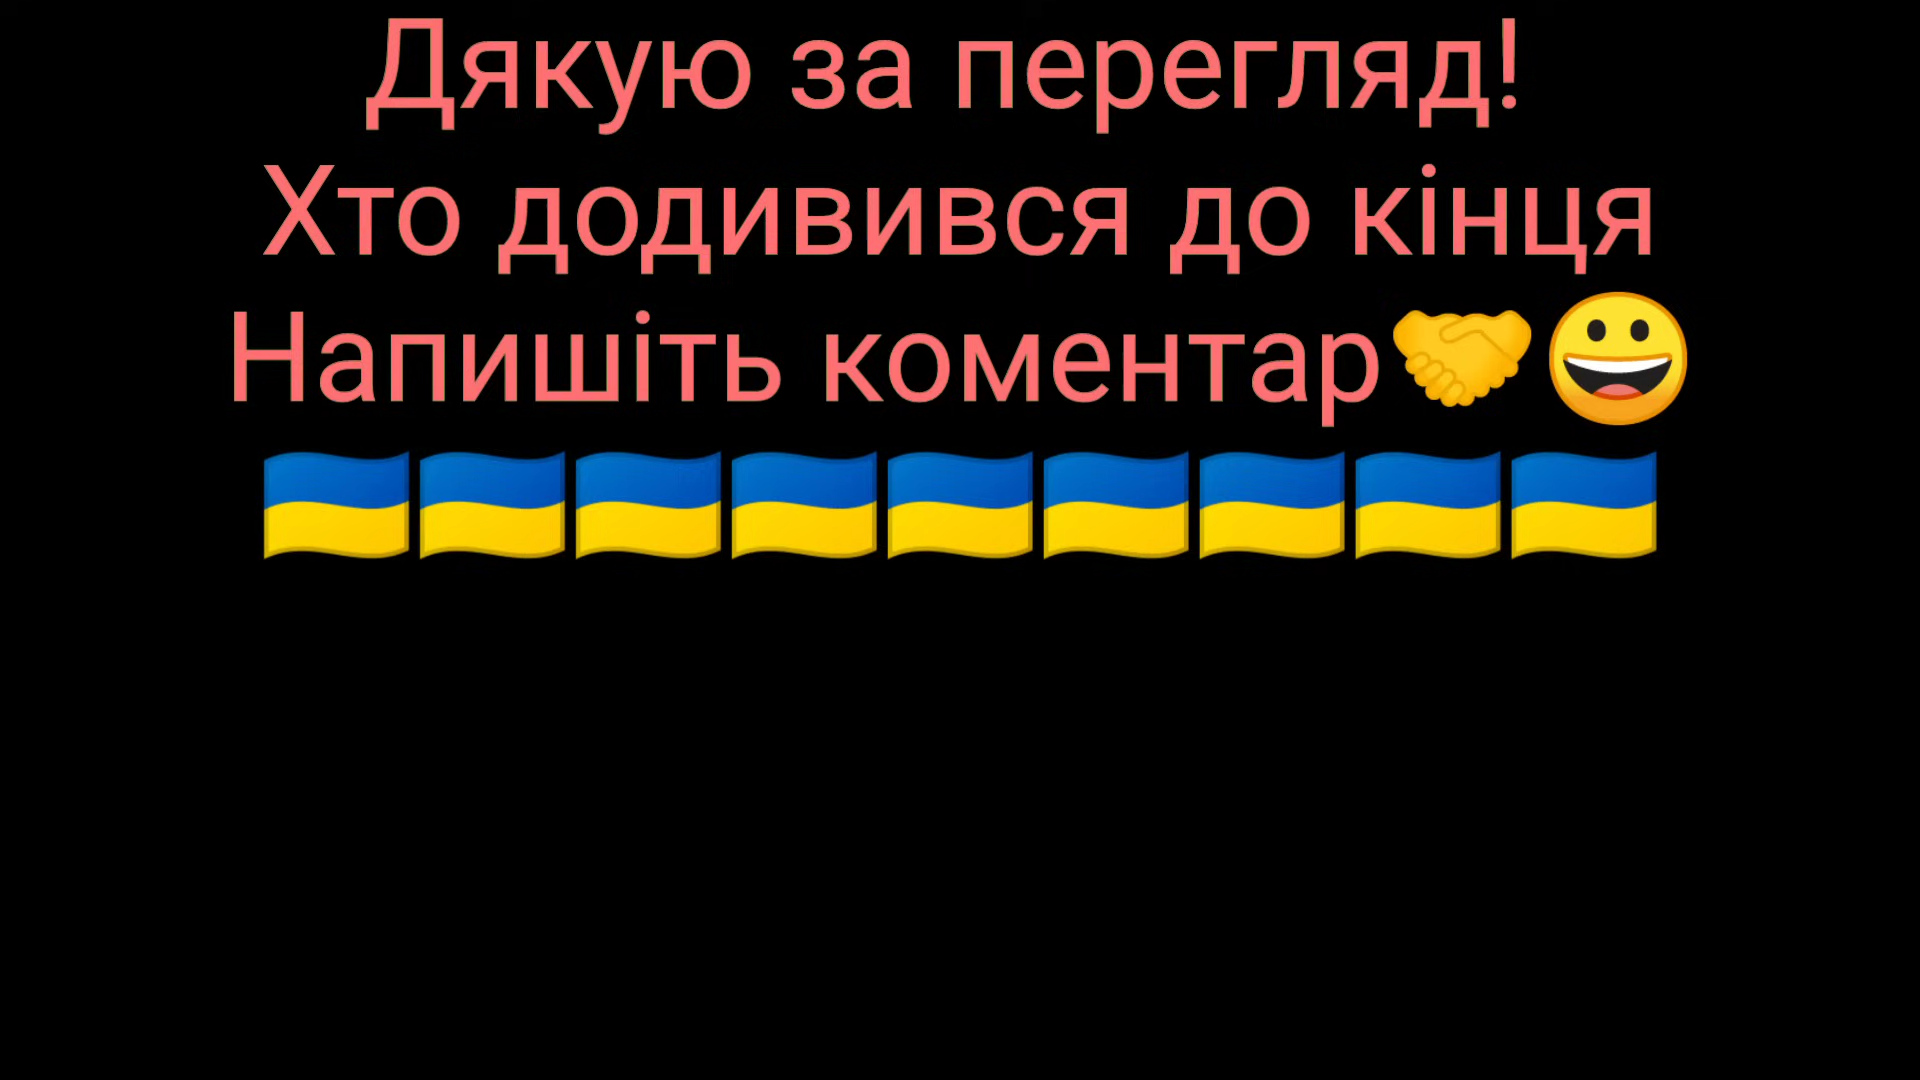 Дякую за перегляд!
Хто додивився до кінця
Напишіть коментар🤝😀
🇺🇦🇺🇦🇺🇦🇺🇦🇺🇦🇺🇦🇺🇦🇺🇦🇺🇦